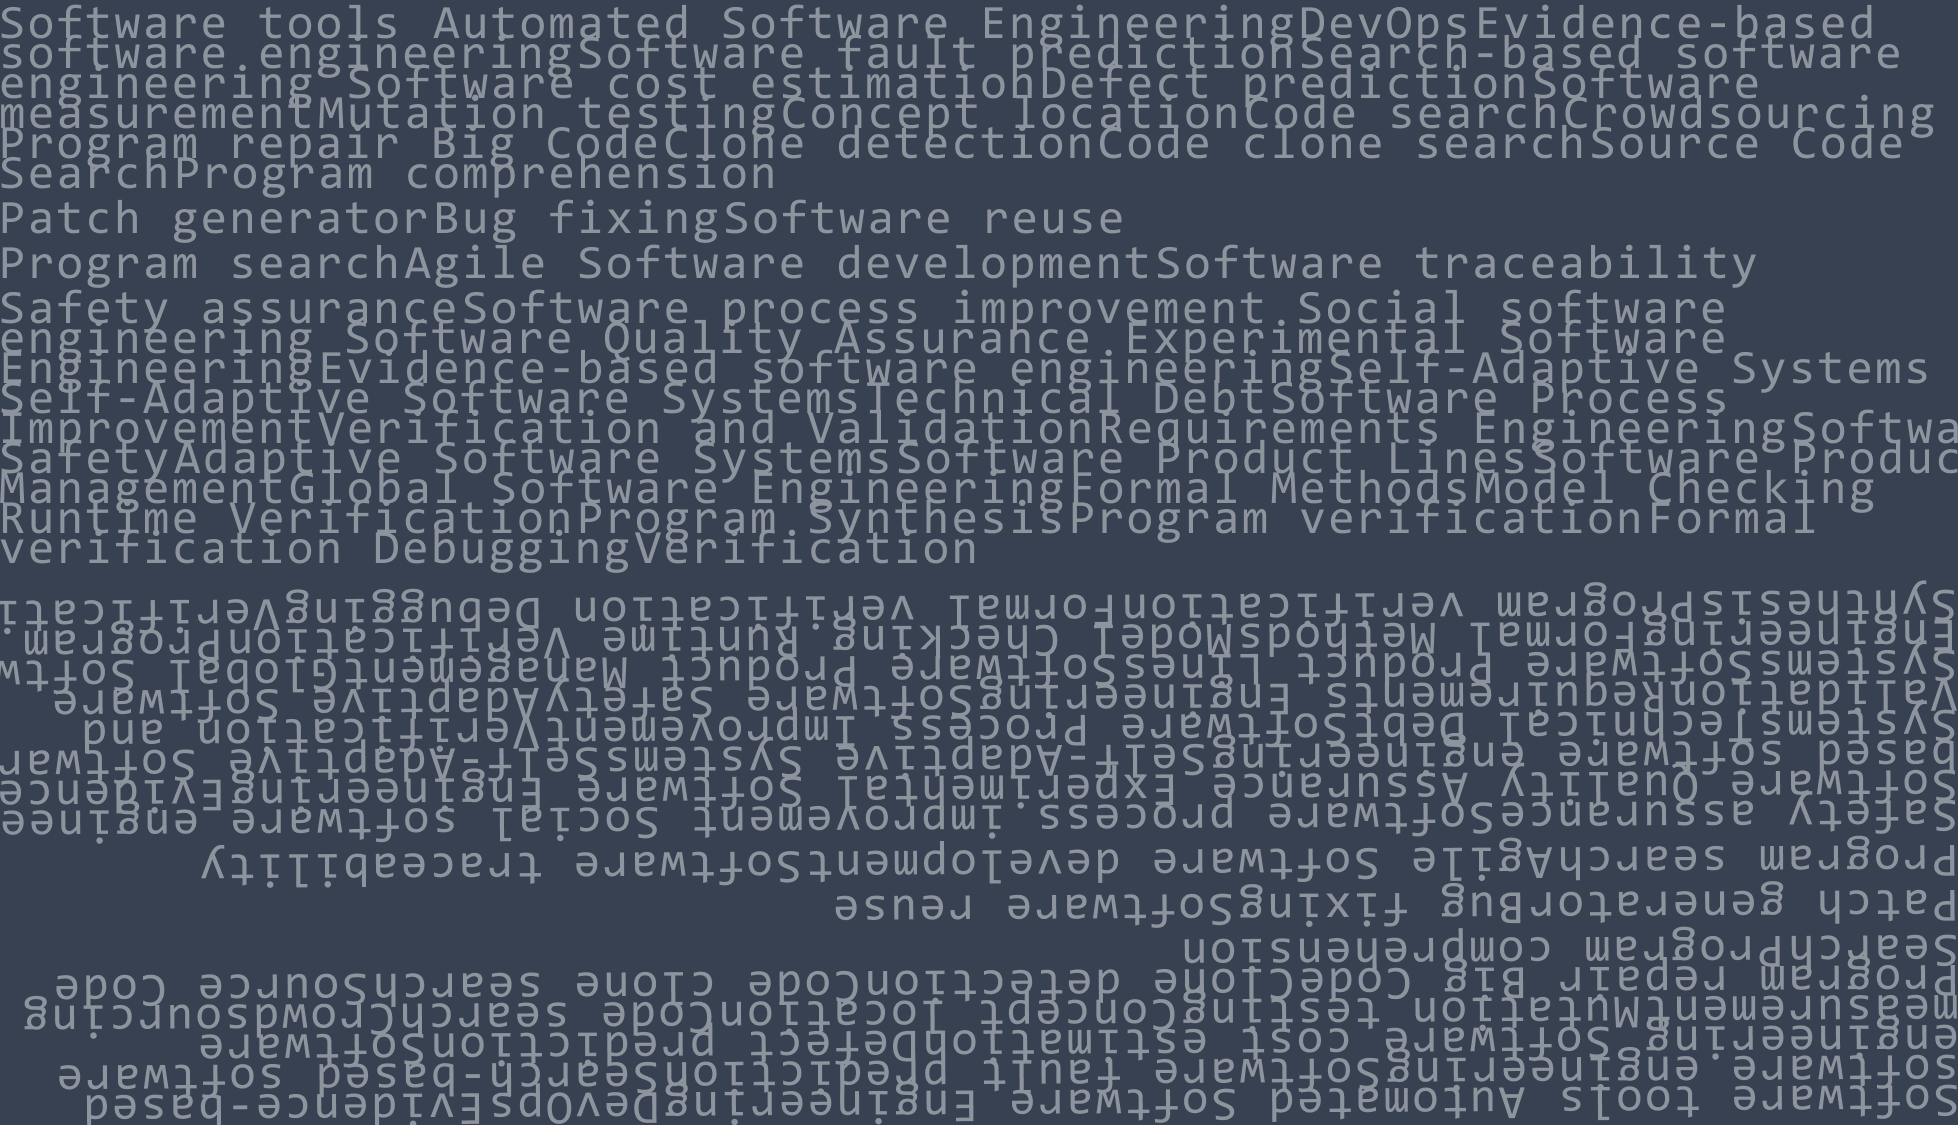 Software tools Automated Software EngineeringDevOpsEvidence-based
software engineeringSoftware fault predictionSearch-based software
engineering Software cost estimationDefect predictionSoftware
measurementMutation testingConcept locationCode searchCrowdsourcing
Program repair Big CodeClone detectionCode clone searchSource Code
SearchProgram comprehension
Patch generatorBug fixingSoftware reuse
Program searchAgile Software developmentSoftware traceability
Safety assuranceSoftware process improvement Social software
engineering Software Quality Assurance Experimental Software
EngineeringEvidence-based software engineeringSelf-Adaptive Systems
Self-Adaptive Software SystemsTechnical DebtSoftware Process
ImprovementVerification and ValidationRequirements EngineeringSoftwa
SafetyAdaptive Software SystemsSoftware Product LinesSoftware Produc
ManagementGlobal Software EngineeringFormal MethodsModel Checking
Runtime VerificationProgram SynthesisProgram verificationFormal
verification DebuggingVerification
Software tools Automated Software EngineeringDevOpsEvidence-based
software engineeringSoftware fault predictionSearch-based software
engineering Software cost estimationDefect predictionSoftware
measurementMutation testingConcept locationCode searchCrowdsourcing
Program repair Big CodeClone detectionCode clone searchSource Code
SearchProgram comprehension
Patch generatorBug fixingSoftware reuse
Program searchAgile Software developmentSoftware traceability
Safety assuranceSoftware process improvement Social software enginee
Software Quality Assurance Experimental Software EngineeringEvidence
based software engineeringSelf-Adaptive SystemsSelf-Adaptive Softwar
SystemsTechnical DebtSoftware Process ImprovementVerification and
ValidationRequirements EngineeringSoftware SafetyAdaptive Software
SystemsSoftware Product LinesSoftware Product ManagementGlobal Softw
EngineeringFormal MethodsModel Checking Runtime VerificationProgram
SynthesisProgram verificationFormal verification DebuggingVerificati